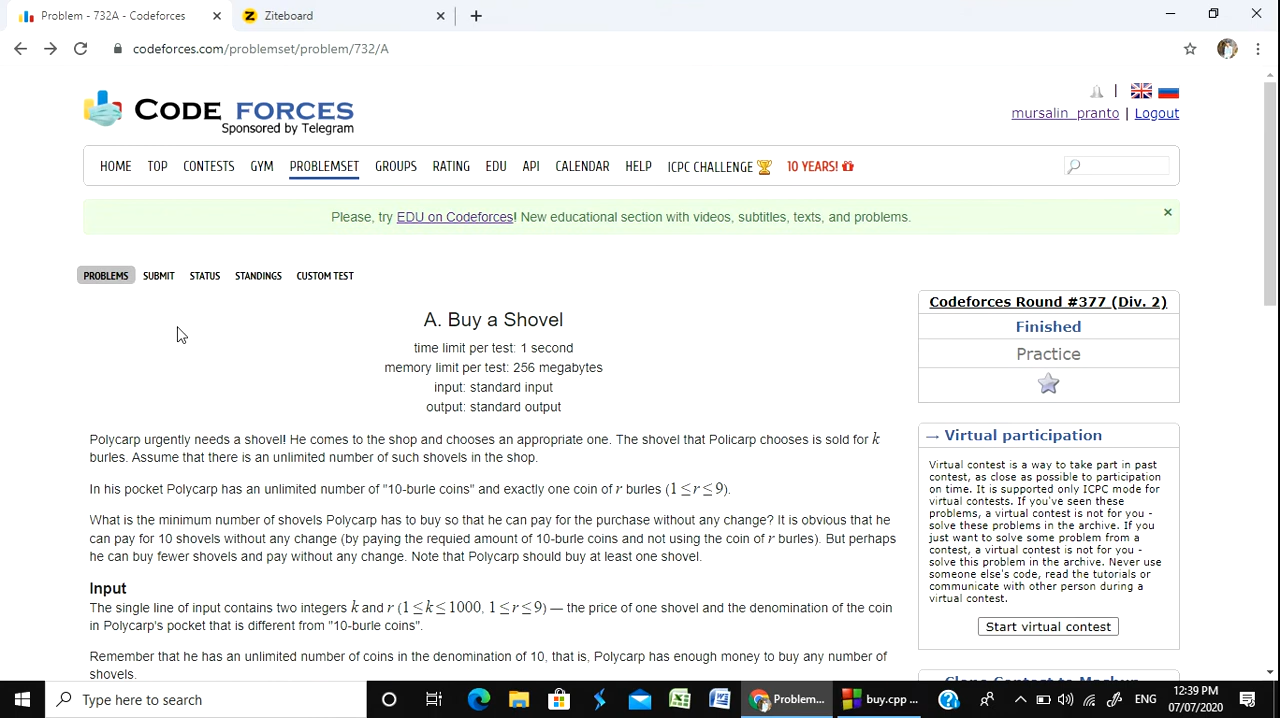 Problem - 732A - Codeforces
Ziteboard
codeforces.com/problemset/problem/732/A
CODE FORCES
Sponsored by Telegram
mursalin_pranto | Logout
HOME TOP CONTESTS GYM PROBLEMSET GROUPS RATING EDU API CALENDAR HELP ICPC CHALLENGE 10 YEARS!
Please, try EDU on Codeforces! New educational section with videos, subtitles, texts, and problems.
PROBLEMS SUBMIT STATUS STANDINGS CUSTOM TEST
A. Buy a Shovel
time limit per test: 1 second
memory limit per test: 256 megabytes
input: standard input
output: standard output
Polycarp urgently needs a shovel! He comes to the shop and chooses an appropriate one. The shovel that Policarp chooses is sold for k
burles. Assume that there is an unlimited number of such shovels in the shop.
In his pocket Polycarp has an unlimited number of "10-burle coins" and exactly one coin of r burles (1 ≤ r ≤ 9).
What is the minimum number of shovels Polycarp has to buy so that he can pay for the purchase without any change? It is obvious that he
can pay for 10 shovels without any change (by paying the requied amount of 10-burle coins and not using the coin of r burles). But perhaps
he can buy fewer shovels and pay without any change. Note that Polycarp should buy at least one shovel.
Input
The single line of input contains two integers k and r (1 ≤ k ≤ 1000, 1 ≤ r ≤ 9) — the price of one shovel and the denomination of the coin
in Polycarp's pocket that is different from "10-burle coins".
Remember that he has an unlimited number of coins in the denomination of 10, that is, Polycarp has enough money to buy any number of
shovels.
Codeforces Round #377 (Div. 2)
Finished
Practice
→ Virtual participation
Virtual contest is a way to take part in past
contest, as close as possible to participation
on time. It is supported only ICPC mode for
virtual contests. If you've seen these
problems, a virtual contest is not for you -
solve these problems in the archive. If you
just want to solve some problem from a
contest, a virtual contest is not for you -
solve this problem in the archive. Never use
someone else's code, read the tutorials or
communicate with other person during a
virtual contest.
Start virtual contest
Clone Contest to Mashup
Type here to search
Problem...
buy.cpp ...
ENG
12:39 PM
07/07/2020